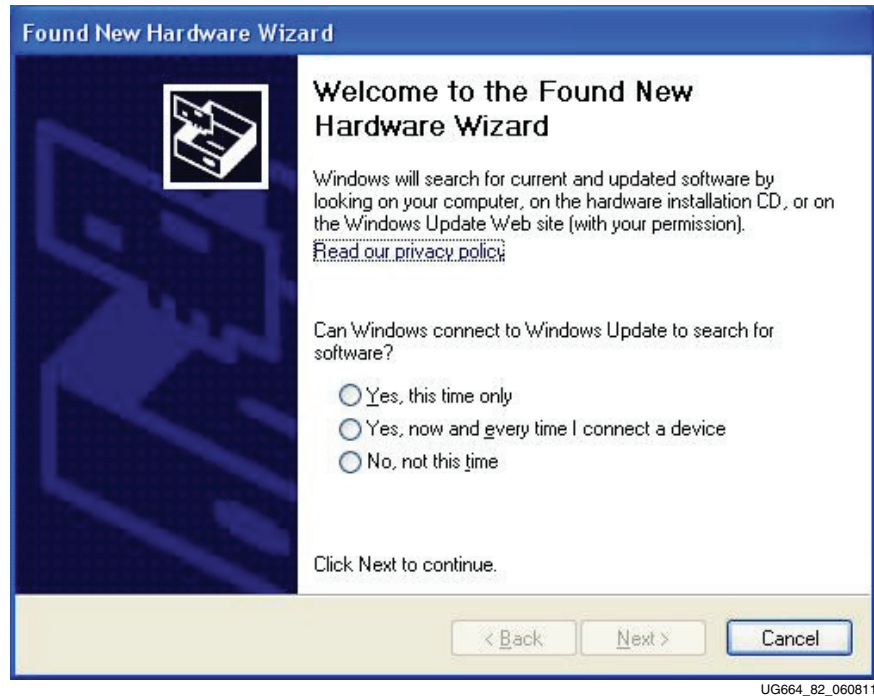 Found New Hardware Wizard
Welcome to the Found New
Hardware Wizard
Windows will search for current and updated software by
looking on your computer, on the hardware installation CD, or on
the Windows Update Web site (with your permission).
Read our privacy policy
Can Windows connect to Windows Update to search for
software?
Yes, this time only
Yes, now and every time I connect a device
No, not this time
Click Next to continue.
< Back Next > Cancel
UG664_82_060811